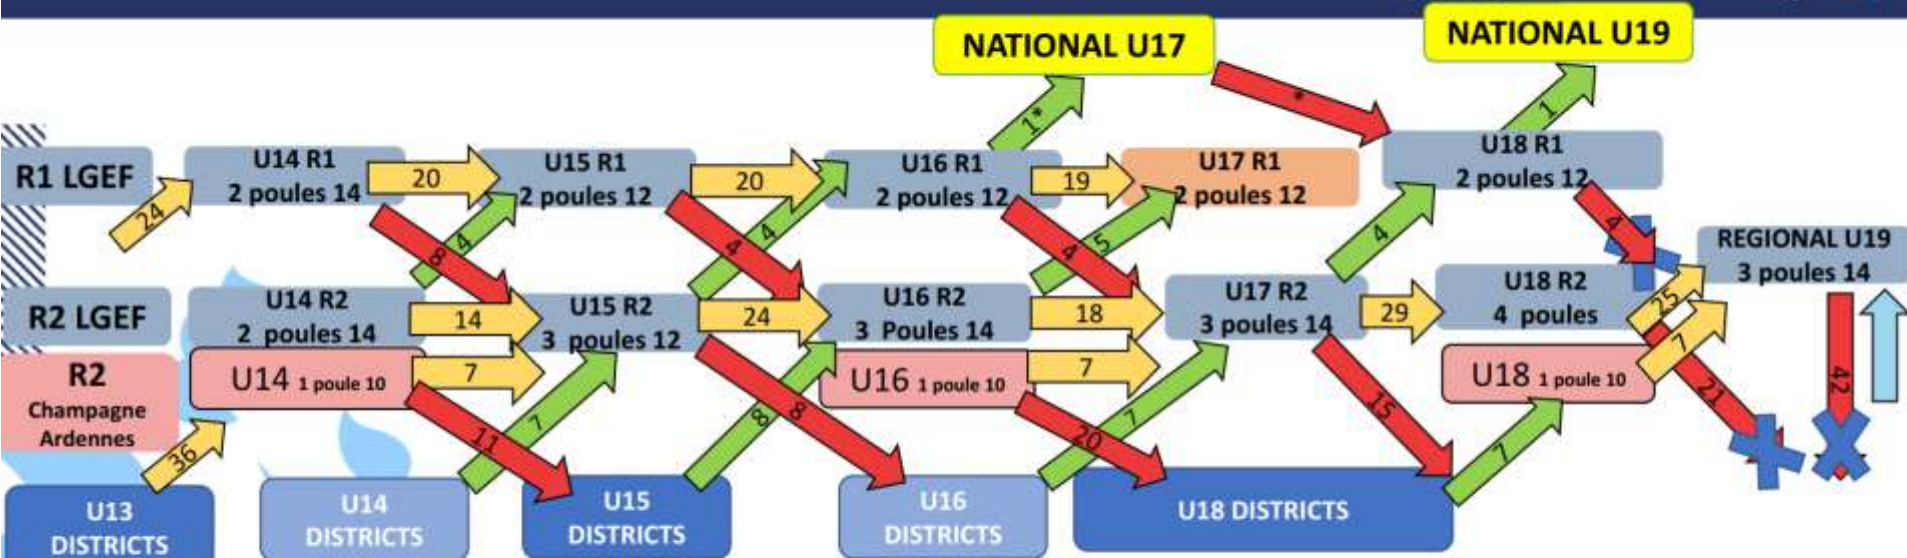 NATIONAL U17
NATIONAL U19
1*
*
1
R1 LGEF
24
U14 R1
2 poules 14
20
U15 R1
2 poules 12
20
U16 R1
2 poules 12
19
U17 R1
2 poules 12
U18 R1
2 poules 12
8
4
4
4
4
5
4
4
REGIONAL U19
3 poules 14
R2 LGEF
U14 R2
2 poules 14
14
U15 R2
3 poules 12
24
U16 R2
3 Poules 14
18
U17 R2
3 poules 14
29
U18 R2
4 poules
25
R2
Champagne
Ardennes
U14 1 poule 10
7
U16 1 poule 10
7
U18 1 poule 10
7
36
11
7
8
8
20
7
15
7
21
42
U13
DISTRICTS
U14
DISTRICTS
U15
DISTRICTS
U16
DISTRICTS
U18 DISTRICTS